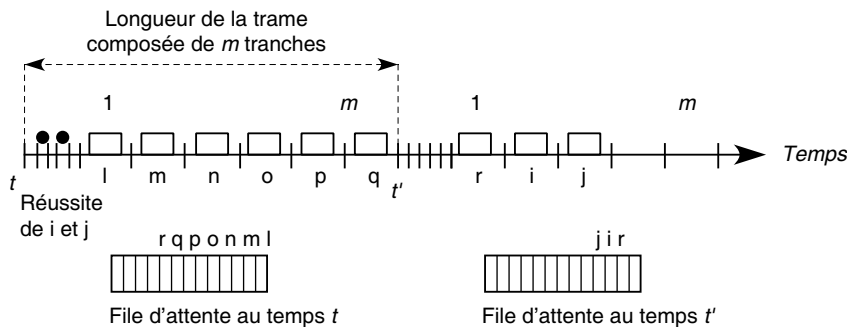 Longueur de la trame
composée de m tranches
1 m 1 m
Temps
l m n o p q r i j
t t'
Réussite
de i et j
r q p o n m l
j i r
File d'attente au temps t
File d'attente au temps t'